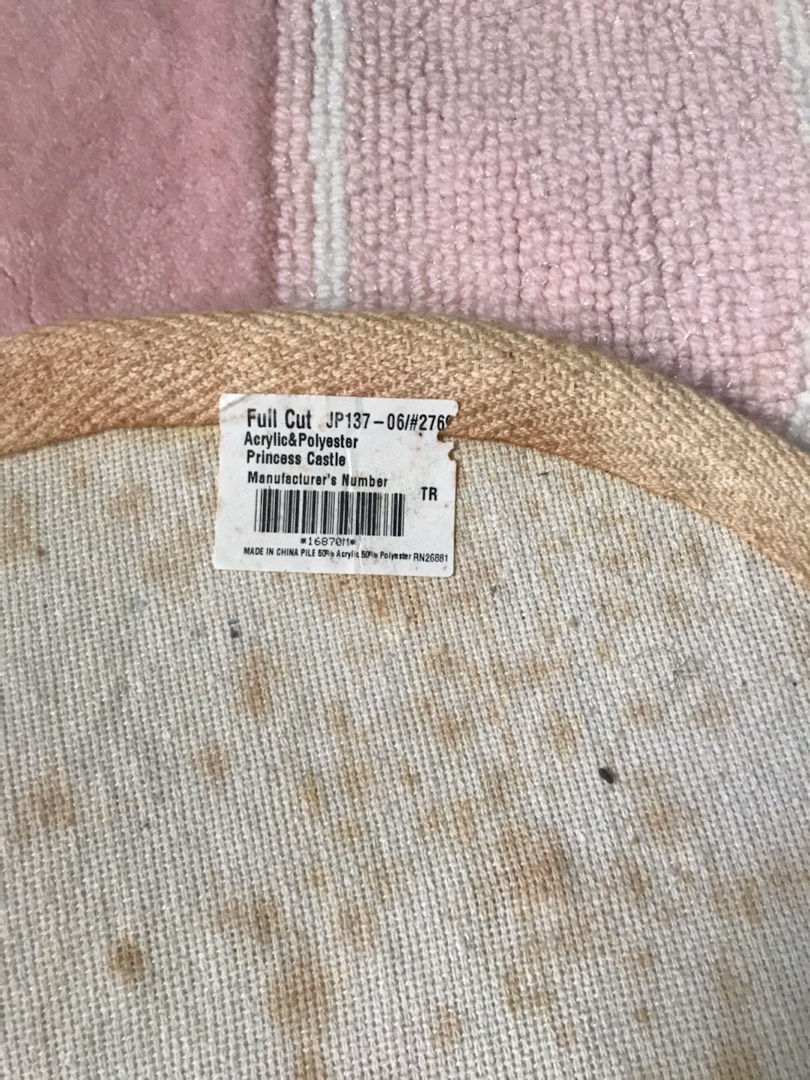 Full Cut JP137-06/#276
Acrylic&Polyester
Princess Castle
Manufacturer's Number
TR
*16870M*
MADE IN CHINA PILE 50% Acrylic 50% Polyester RN26881